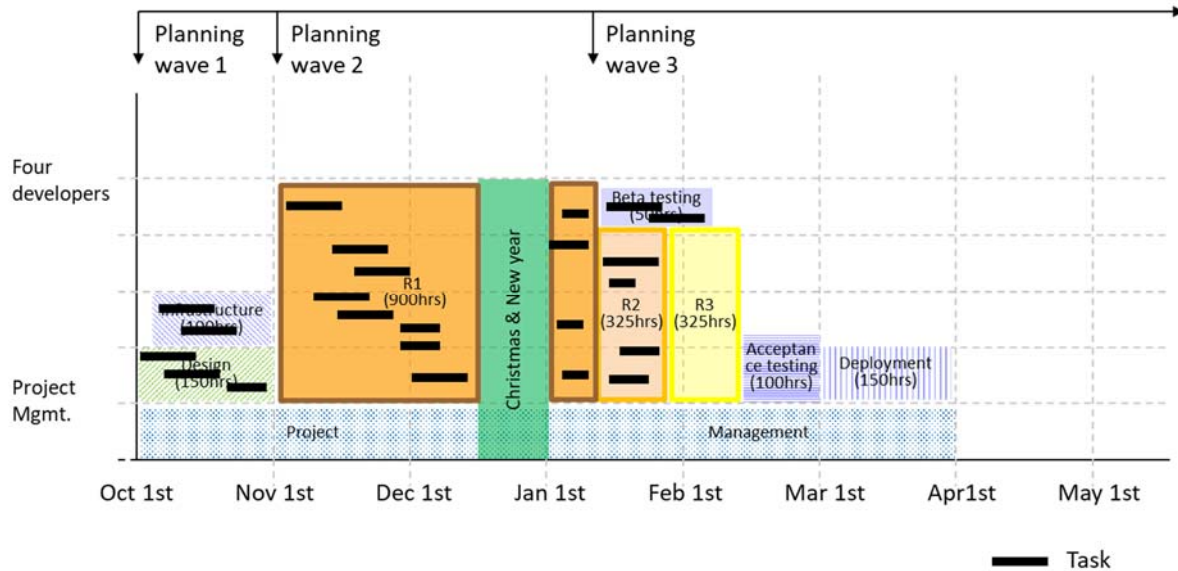 Planning
wave 1
Planning
wave 2
Planning
wave 3
Four
developers
Project
Mgmt.
Infrastructure
(100hrs)
Design
(150hrs)
R1
(900hrs)
Christmas & New year
Beta testing
(50hrs)
R2
(325hrs)
R3
(325hrs)
Acceptan
ce testing
(100hrs)
Deployment
(150hrs)
Project
Management
Oct 1st
Nov 1st
Dec 1st
Jan 1st
Feb 1st
Mar 1st
Apr1st
May 1st
Task